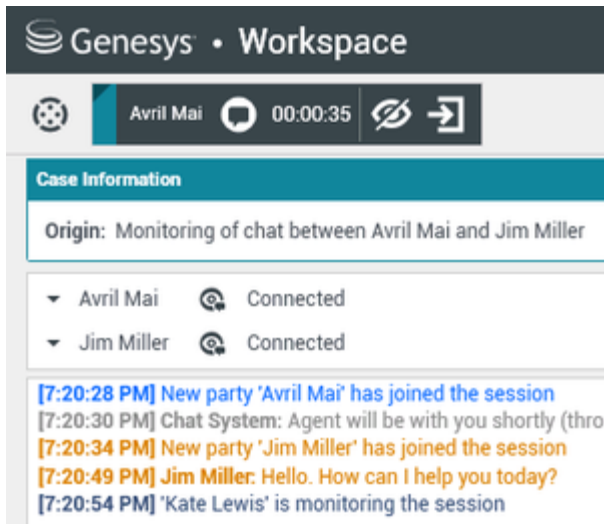 Genesys • Workspace
Avril Mai 00:00:35
Case Information
Origin: Monitoring of chat between Avril Mai and Jim Miller
Avril Mai Connected
Jim Miller Connected
[7:20:28 PM] New party 'Avril Mai' has joined the session
[7:20:30 PM] Chat System: Agent will be with you shortly (thro
[7:20:34 PM] New party 'Jim Miller' has joined the session
[7:20:49 PM] Jim Miller: Hello. How can I help you today?
[7:20:54 PM] 'Kate Lewis' is monitoring the session